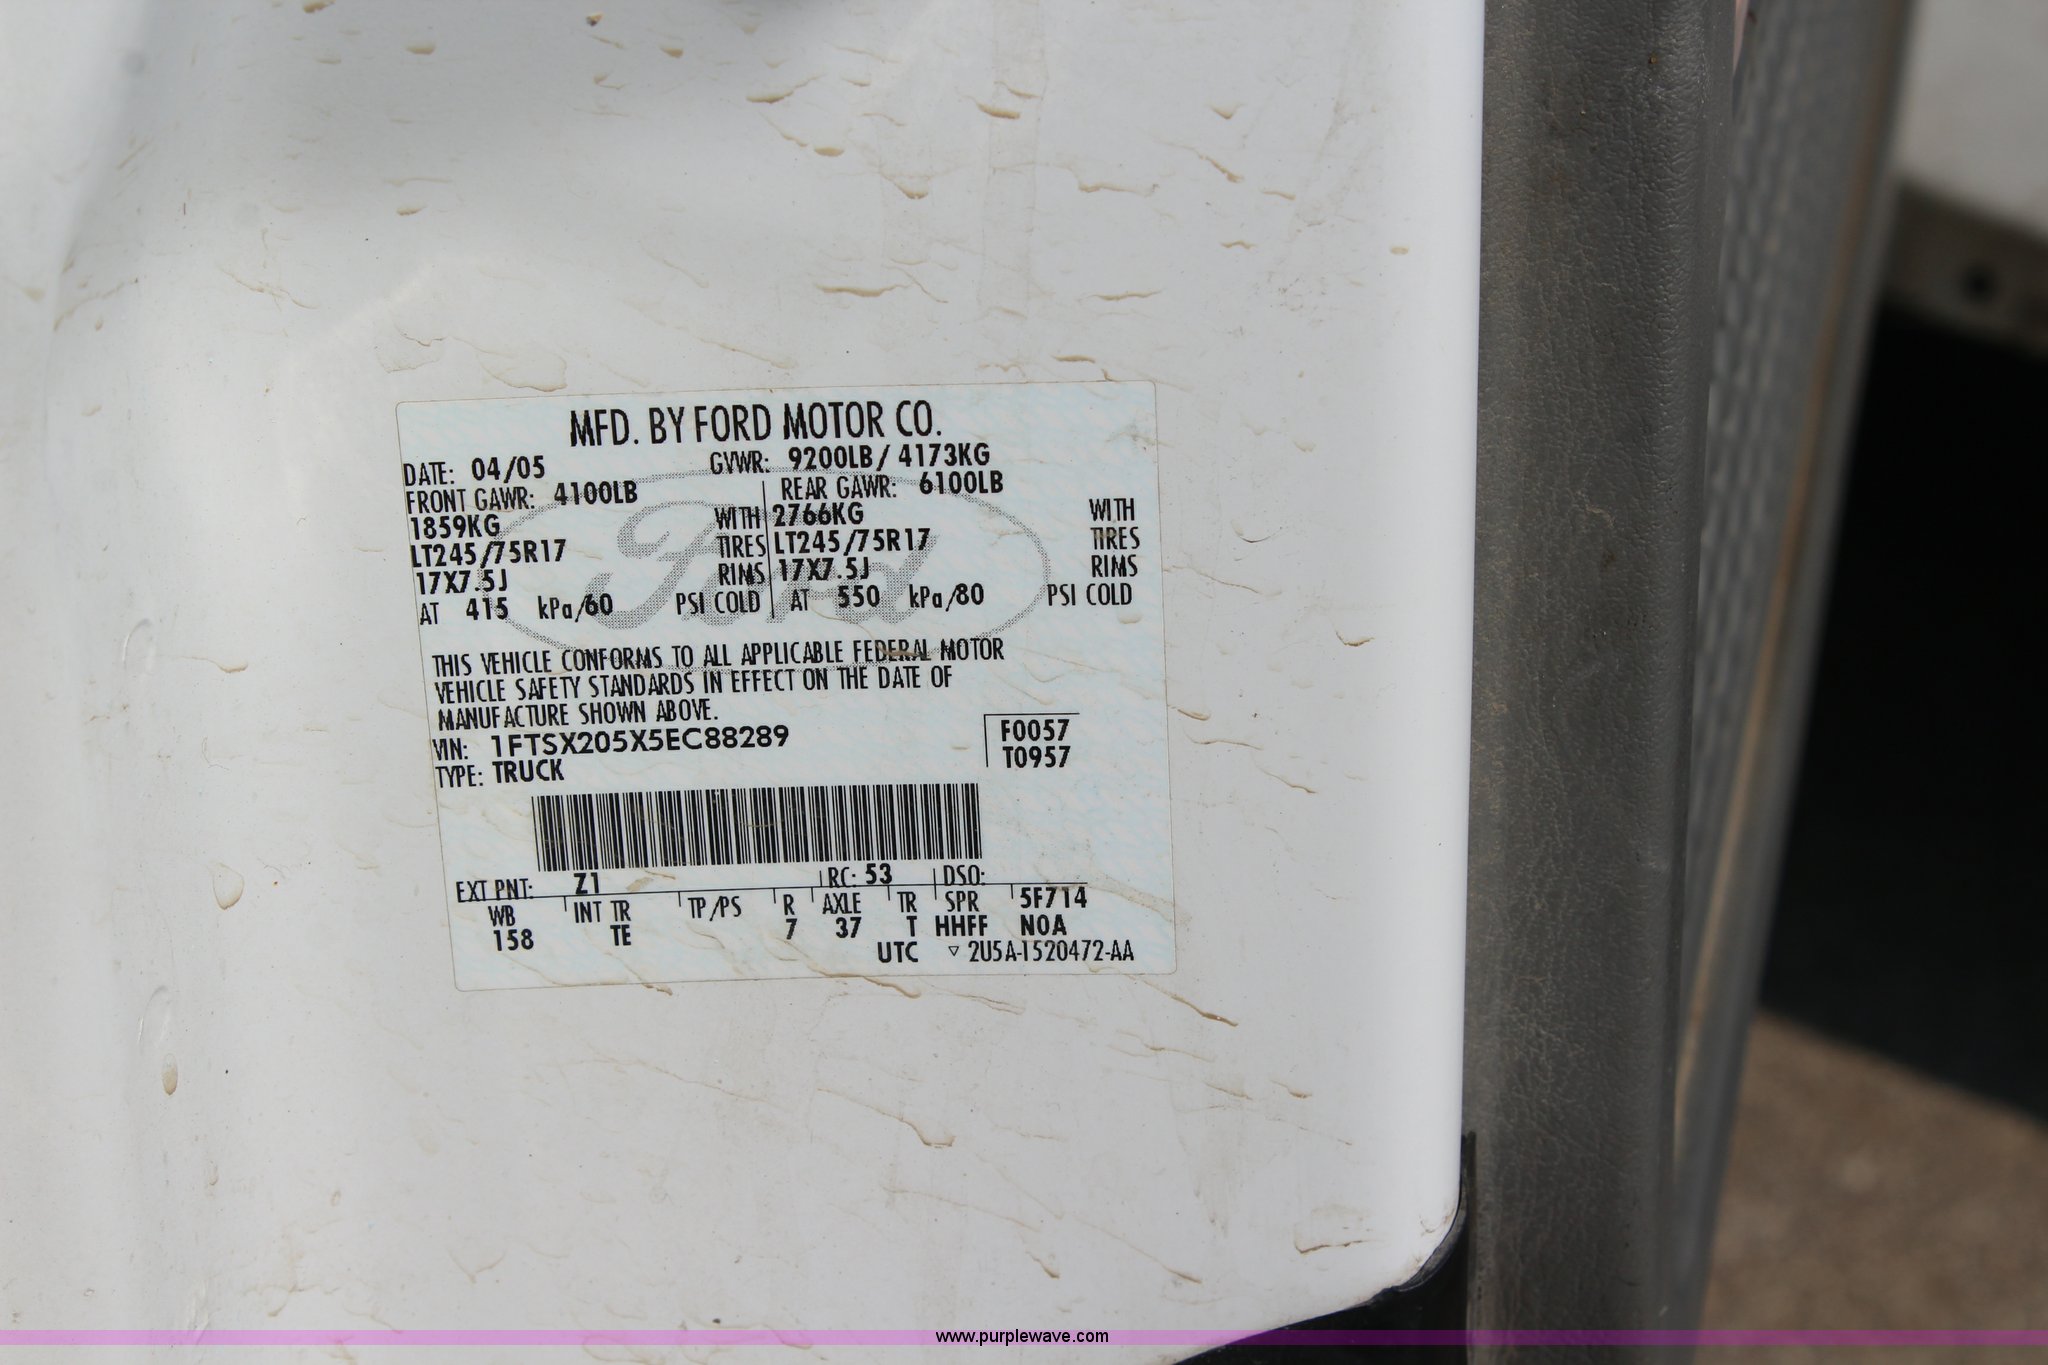 MFD. BY FORD MOTOR CO.
DATE: 04/05 GVWR: 9200LB/ 4173KG
FRONT GAWR: 4100LB REAR GAWR: 6100LB
1859KG WITH 2766KG WITH
LT245/75R17 TIRES LT245/75R17 TIRES
17X7.5J RIMS 17X7.5J RIMS
AT 415 kPa/60 PSI COLD AT 550 kPa/80 PSI COLD
Ford
THIS VEHICLE CONFORMS TO ALL APPLICABLE FEDERAL MOTOR
VEHICLE SAFETY STANDARDS IN EFFECT ON THE DATE OF
MANUFACTURE SHOWN ABOVE.
VIN: 1FTSX205X5EC88289 F0057
TYPE: TRUCK T0957
EXT PNT: Z1 RC: 53 DSO:
WB INT TR TP/PS R AXLE TR SPR 5F714
158 TE 7 37 T HHFF N0A
UTC ▽ 2U5A-1520472-AA
www.purplewave.com